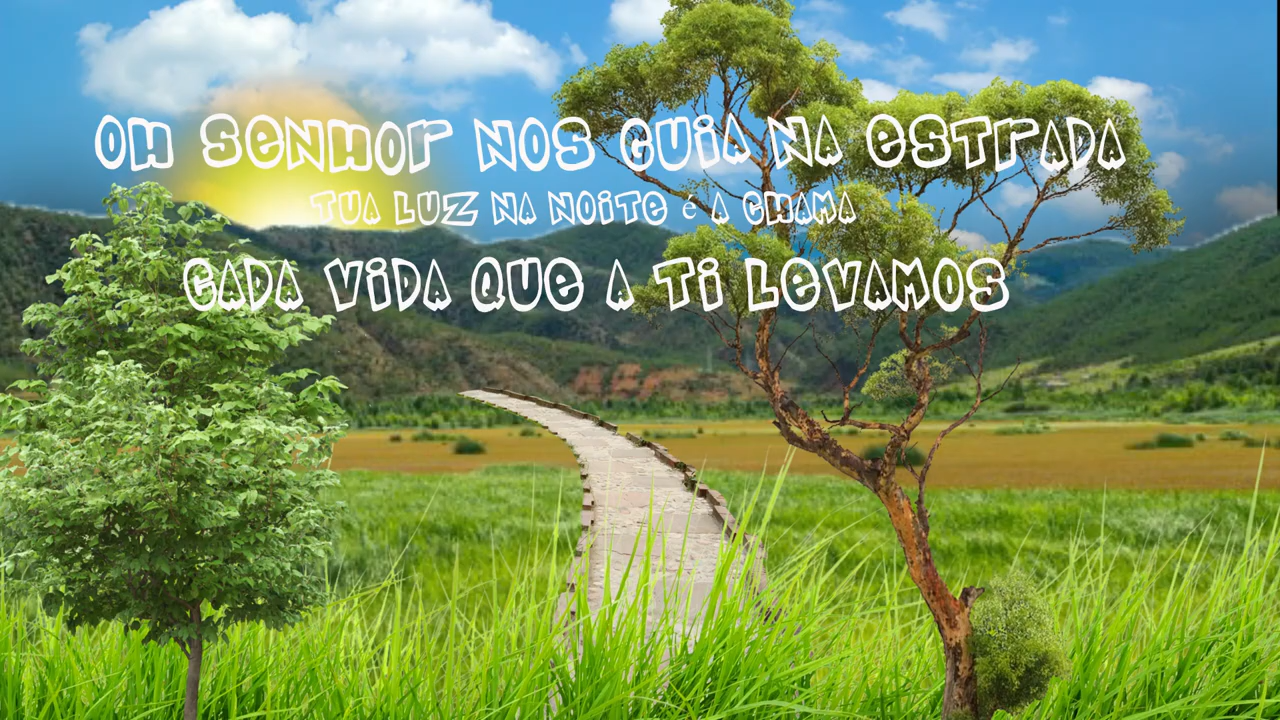 OH SENHOR NOS GUIA NA ESTRADA
TUA LUZ NA NOITE é A CHAMA
CADA VIDA QUE A TI LEVAMOS